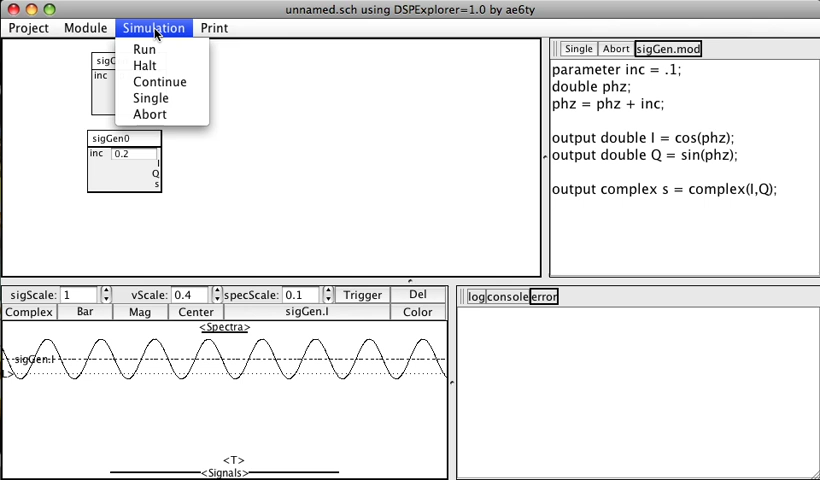 unnamed.sch using DSPExplorer=1.0 by ae6ty
Project Module Simulation Print
Run
Halt
Continue
Single
Abort
sigG
inc
sigGen0
inc 0.2
I
Q
s
Single Abort sigGen.mod
parameter inc = .1;
double phz;
phz = phz + inc;
output double I = cos(phz);
output double Q = sin(phz);
output complex s = complex(I,Q);
sigScale: 1 vScale: 0.4 specScale: 0.1 Trigger Del
Complex Bar Mag Center sigGen.I Color
<Spectra>
sigGen.I
L>
<T>
<Signals>
log console error